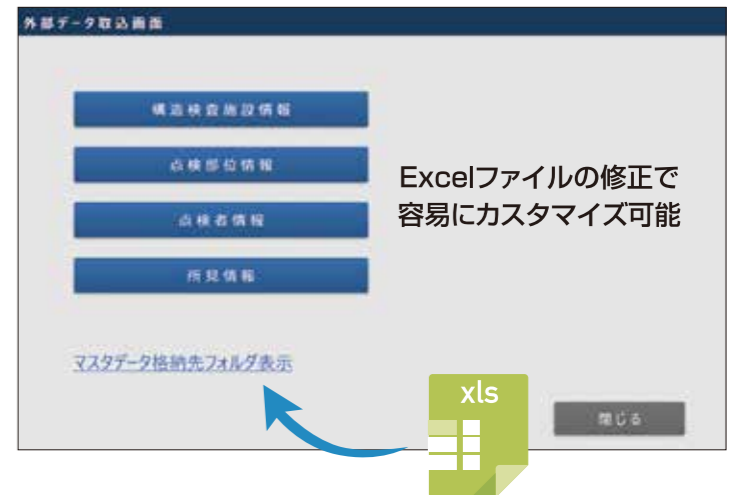 外部データ取込画面
構造検査施設情報
点検部位情報
点検者情報
所見情報
Excelファイルの修正で
容易にカスタマイズ可能
マスタデータ格納先フォルダ表示
xls
閉じる